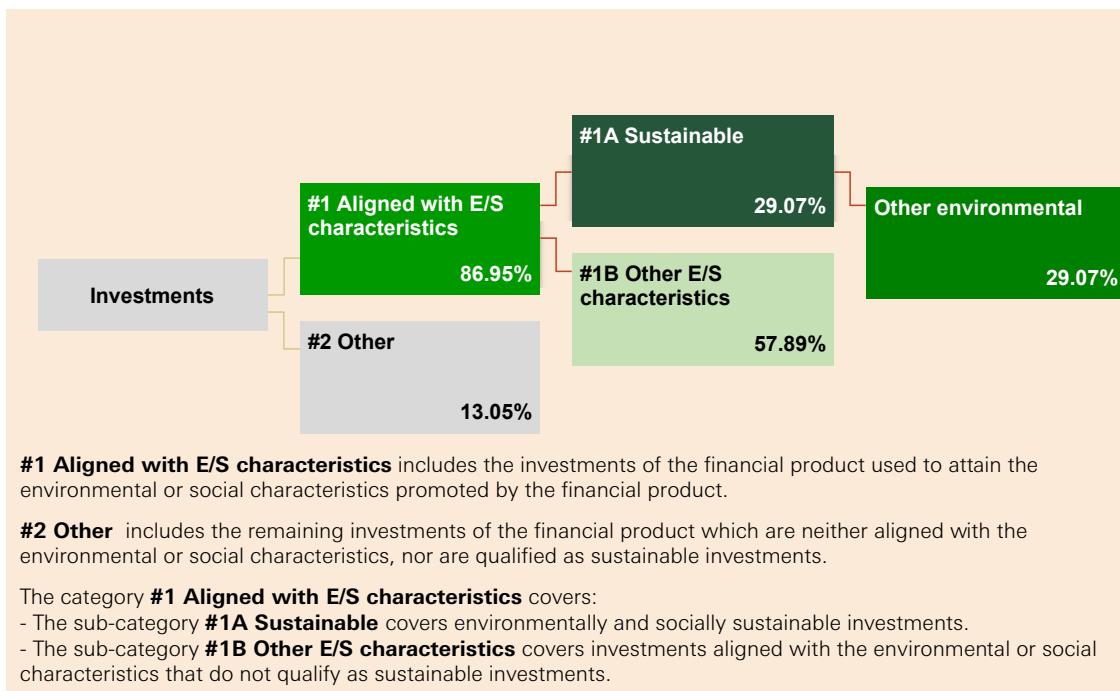 #1A Sustainable
29.07%
#1 Aligned with E/S
characteristics
86.95%
Other environmental
29.07%
Investments
#1B Other E/S
characteristics
57.89%
#2 Other
13.05%
#1 Aligned with E/S characteristics includes the investments of the financial product used to attain the
environmental or social characteristics promoted by the financial product.
#2 Other includes the remaining investments of the financial product which are neither aligned with the
environmental or social characteristics, nor are qualified as sustainable investments.
The category #1 Aligned with E/S characteristics covers:
- The sub-category #1A Sustainable covers environmentally and socially sustainable investments.
- The sub-category #1B Other E/S characteristics covers investments aligned with the environmental or social
characteristics that do not qualify as sustainable investments.